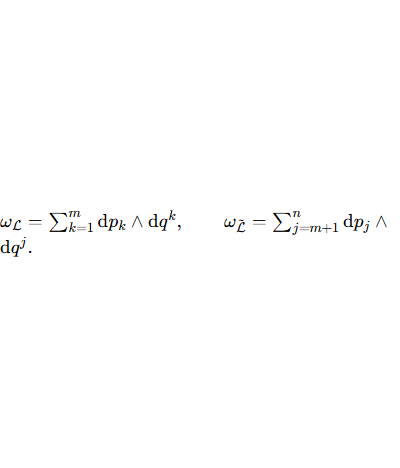 ω_ℒ = ∑_{k=1}^{m} dp_k ∧ dq^k,  ω_{ℒ̃} = ∑_{j=m+1}^{n} dp_j ∧
dq^j.